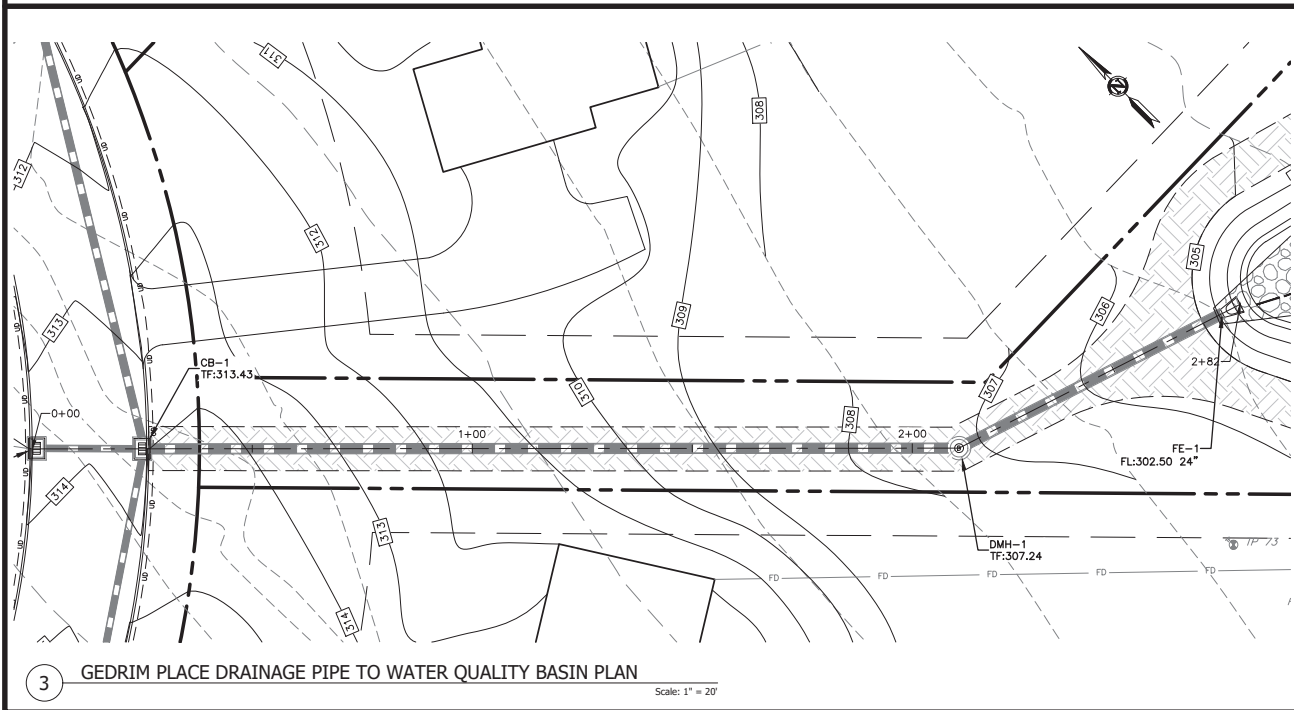 311
308
312
312
305
309
306
313
CB-1
TF:313.43
0+00
310
307
2+82
308
1+00
2+00
314
313
FE-1
FL:302.50 24"
DMH-1
TF:307.24
TP 73
FD FD FD FD FD
314
3 GEDRIM PLACE DRAINAGE PIPE TO WATER QUALITY BASIN PLAN
Scale: 1" = 20'